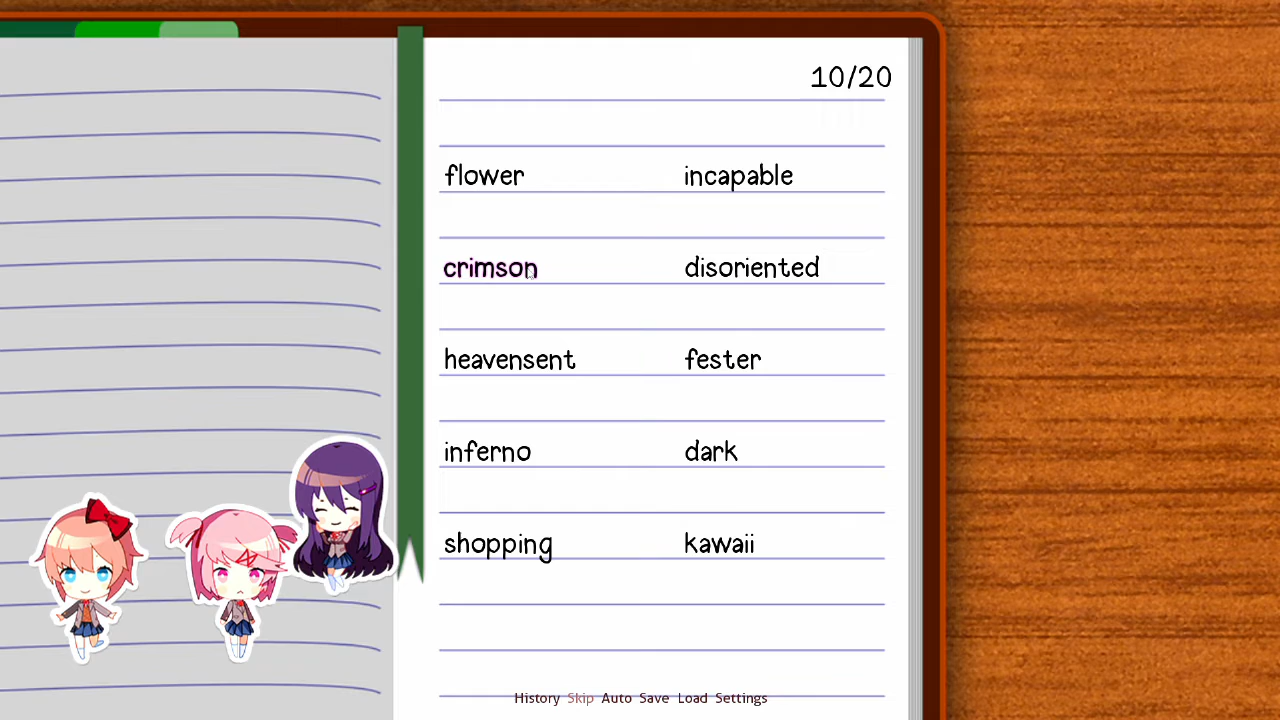 10/20
flower incapable
crimson disoriented
heavensent fester
inferno dark
shopping kawaii
History Skip Auto Save Load Settings